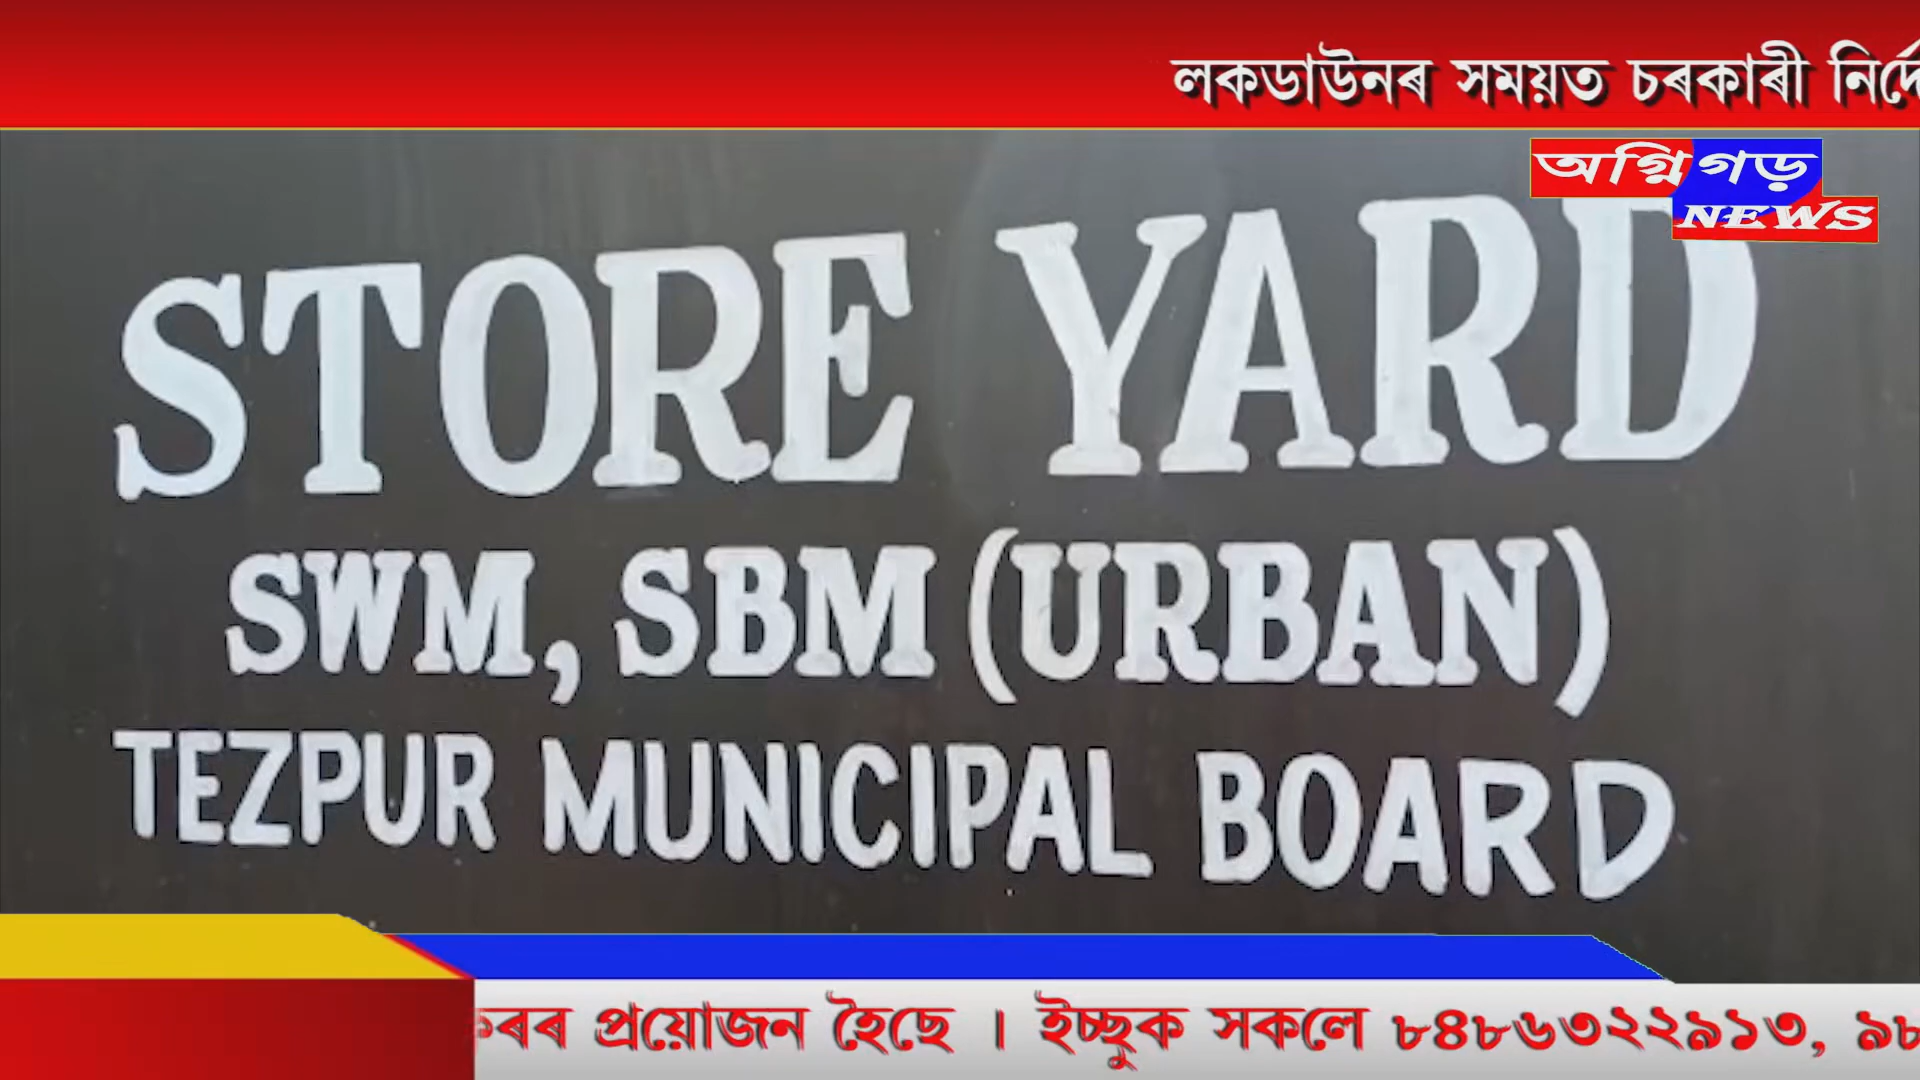 লকডাউনৰ সময়ত চৰকাৰী
অগ্নিগড়
NEWS
STORE YARD
SWM, SBM (URBAN)
TEZPUR MUNICIPAL BOARD
প্ৰয়োজন হৈছে । ইচ্ছুক সকলে ৮৪৮৬৩২২৯১৩,